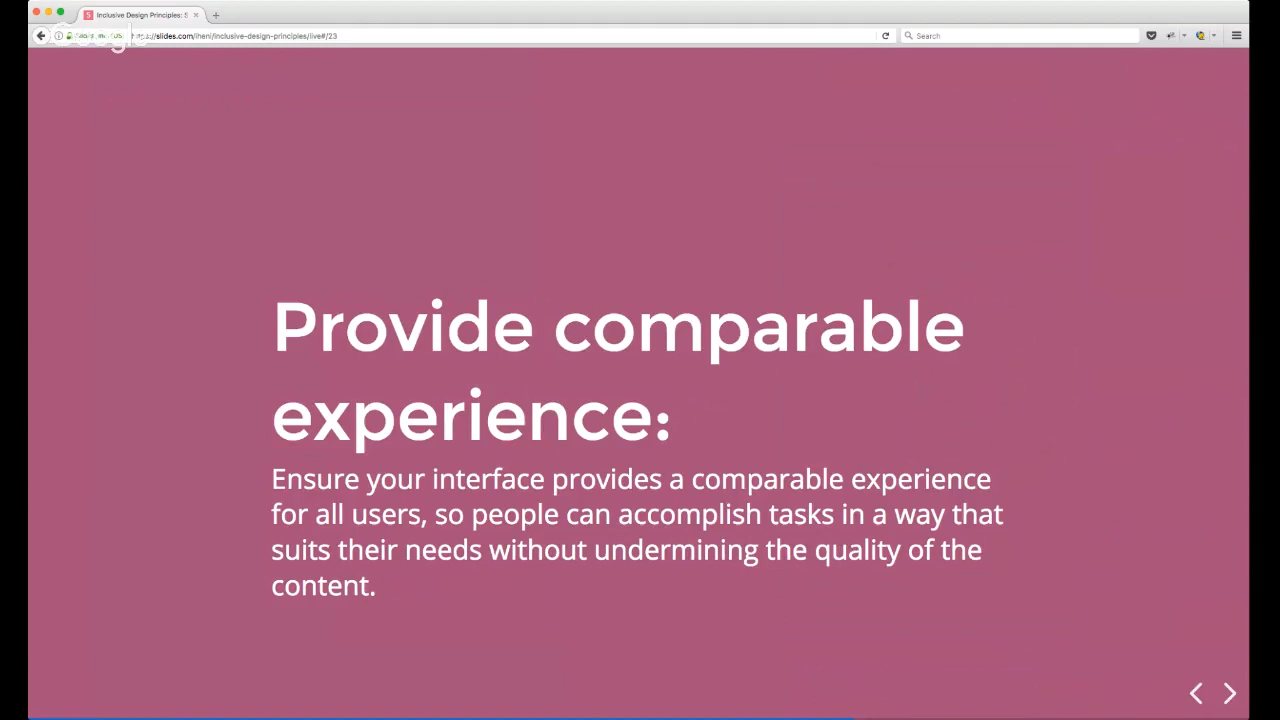 Inclusive Design Principles: S
slides.com/iheni/inclusive-design-principles/live#/23
Search
Provide comparable
experience:
Ensure your interface provides a comparable experience
for all users, so people can accomplish tasks in a way that
suits their needs without undermining the quality of the
content.